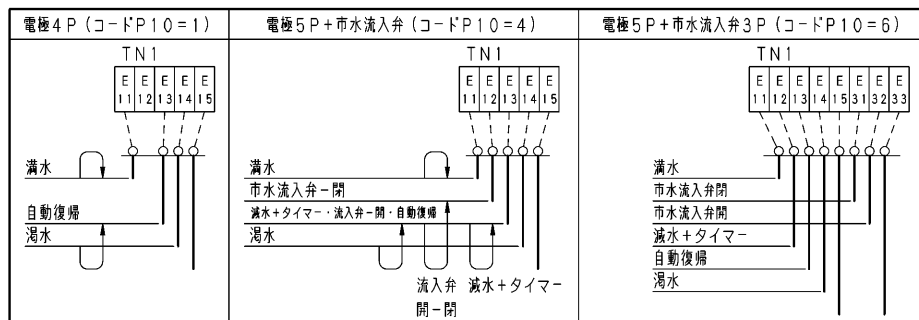 電極4P(コードP10=1)
TN1
E11 E12 E13 E14 E15
満水
自動復帰
渇水
電極5P+市水流入弁(コードP10=4)
TN1
E11 E12 E13 E14 E15
満水
市水流入弁-閉
減水+タイマー・流入弁-開・自動復帰
渇水
流入弁 減水+タイマー
開-閉
電極5P+市水流入弁3P(コードP10=6)
TN1
E11 E12 E13 E14 E15 E31 E32 E33
満水
市水流入弁閉
市水流入弁開
減水+タイマー
自動復帰
渇水